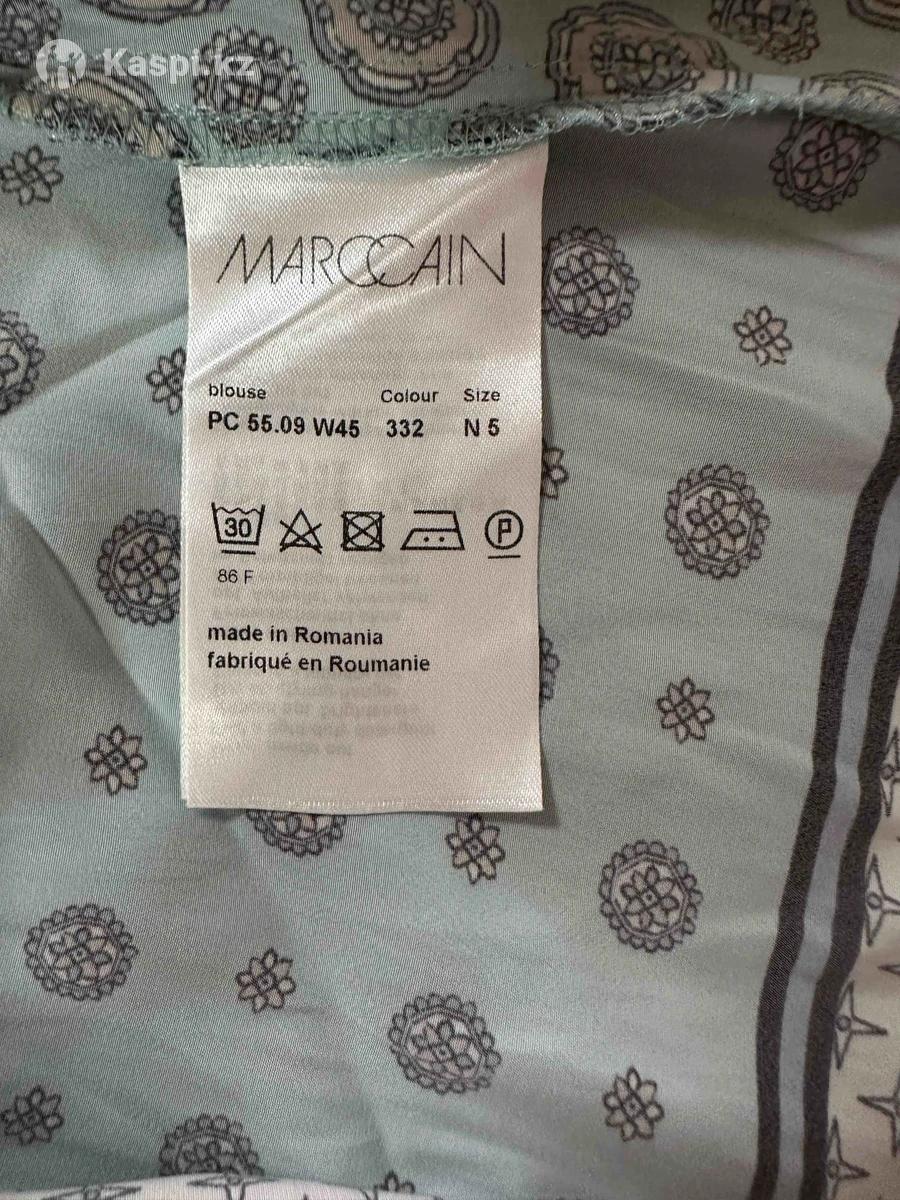 Kaspi.kz
MARCCAIN
blouse Colour Size
PC 55.09 W45 332 N 5
30 P
86 F
made in Romania
fabriqué en Roumanie